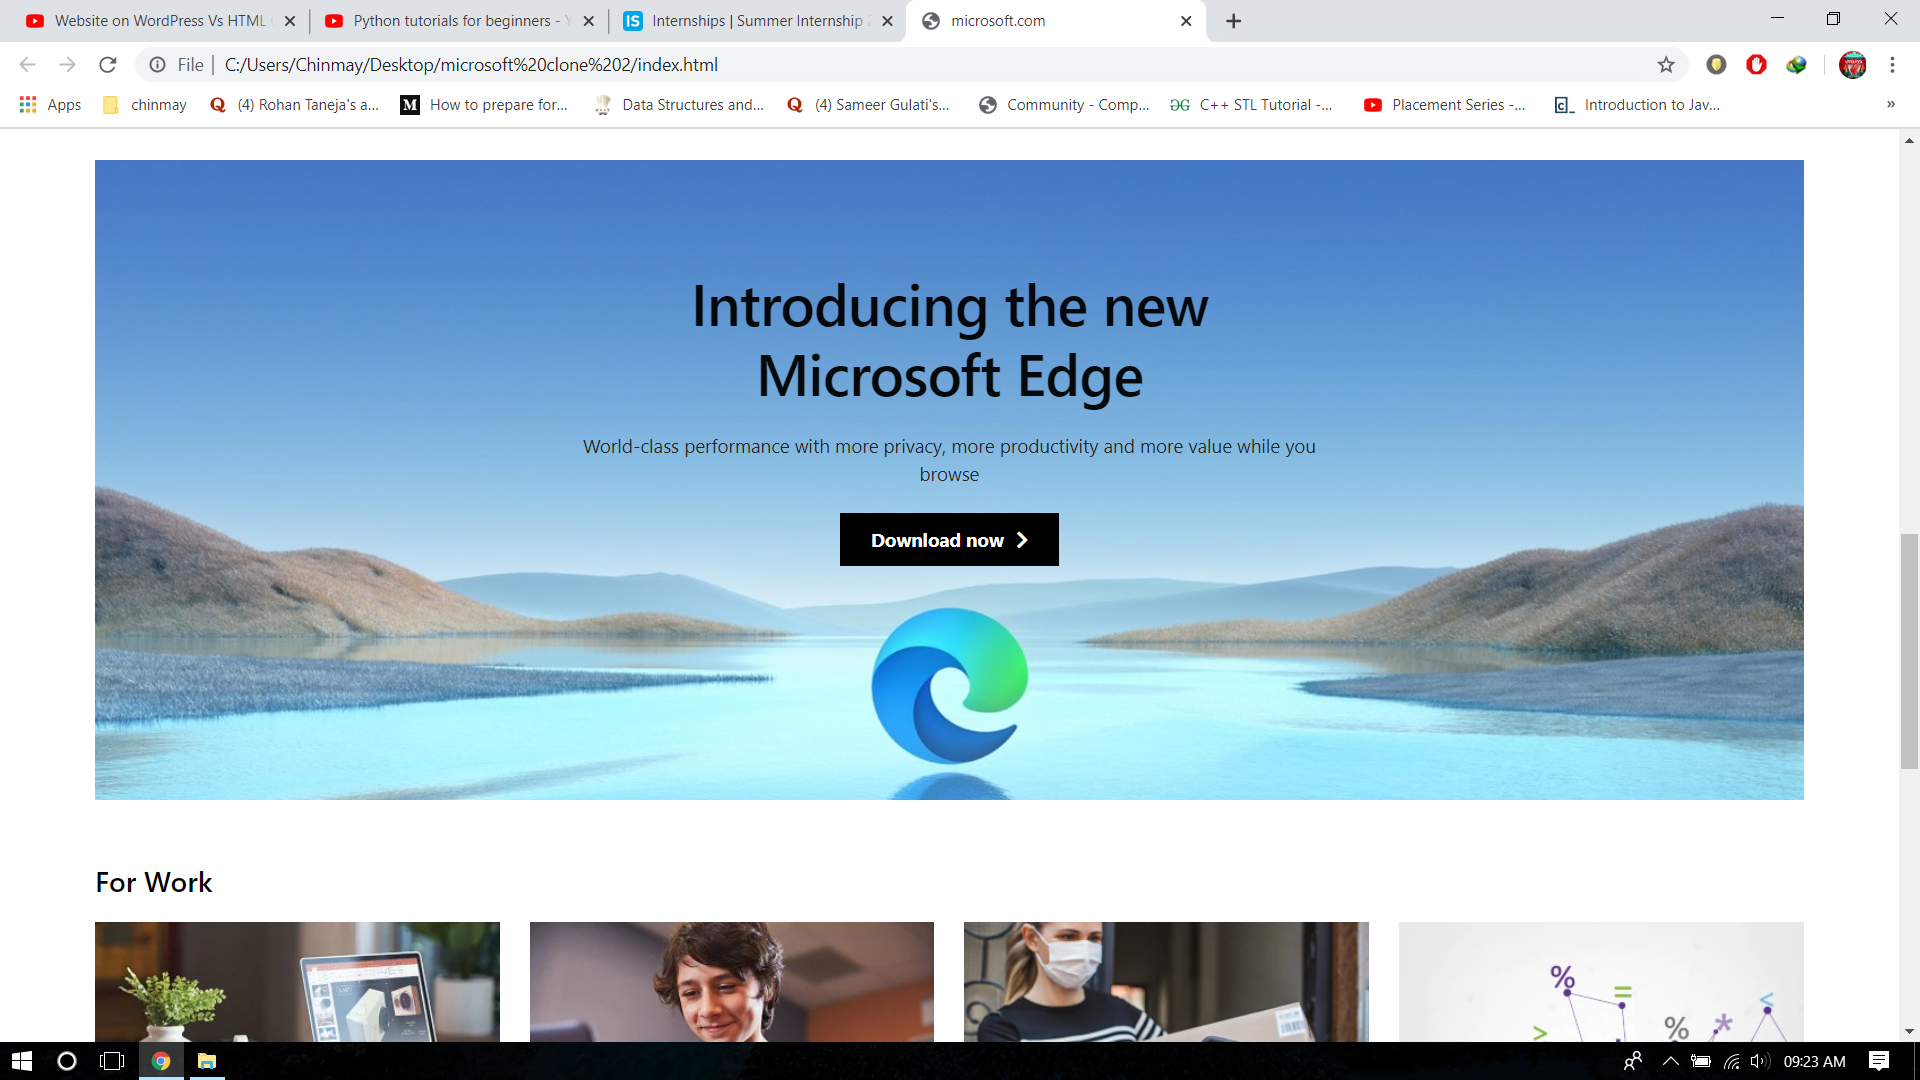 Website on WordPress Vs HTML
Python tutorials for beginners -
Internships | Summer Internship
microsoft.com
File | C:/Users/Chinmay/Desktop/microsoft%20clone%202/index.html
Apps
chinmay
(4) Rohan Taneja's a...
How to prepare for...
Data Structures and...
(4) Sameer Gulati's...
Community - Comp...
C++ STL Tutorial -...
Placement Series -...
Introduction to Jav...
»
Introducing the new
Microsoft Edge
World-class performance with more privacy, more productivity and more value while you
browse
Download now
For Work
% = < > % *
09:23 AM